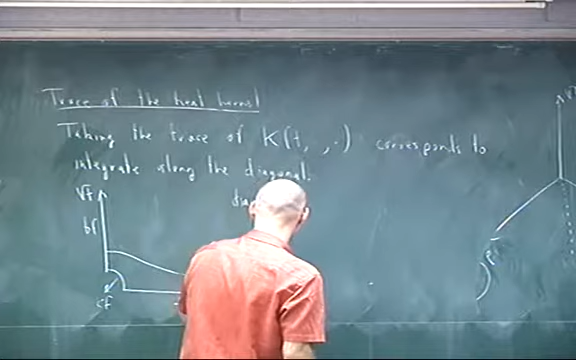 Trace of the heat kernel
Taking the trace of K(t, , ·) corresponds to
integrate along the diagonal.
√t
bf
cf